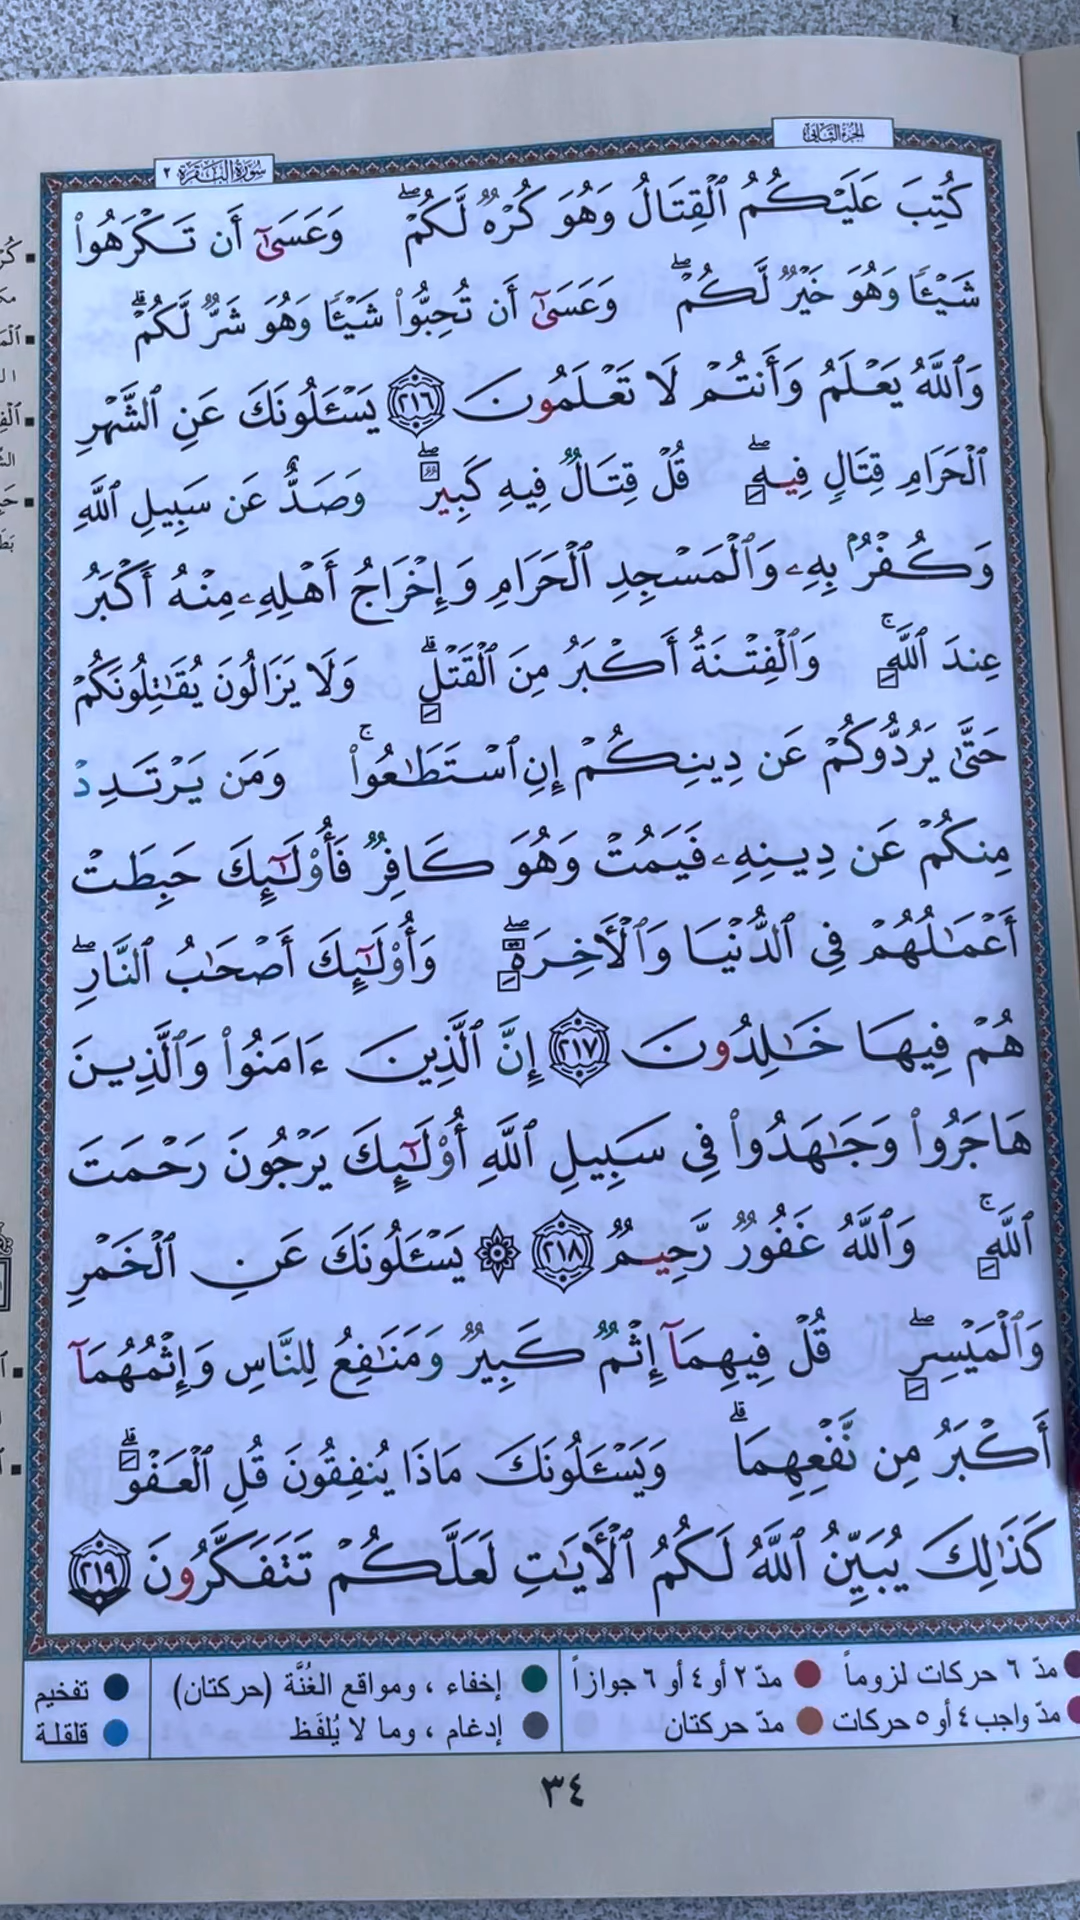 الجزء الثاني
سورة البقرة ٢
كُتِبَ عَلَيْكُمُ ٱلْقِتَالُ وَهُوَ كُرْهٌ لَّكُمْ ۖ وَعَسَىٰٓ أَن تَكْرَهُوا۟
شَيْـًٔا وَهُوَ خَيْرٌ لَّكُمْ ۖ وَعَسَىٰٓ أَن تُحِبُّوا۟ شَيْـًٔا وَهُوَ شَرٌّ لَّكُمْ ۗ
وَٱللَّهُ يَعْلَمُ وَأَنتُمْ لَا تَعْلَمُونَ ٢١٦ يَسْـَٔلُونَكَ عَنِ ٱلشَّهْرِ
ٱلْحَرَامِ قِتَالٍ فِيهِ ۖ قُلْ قِتَالٌ فِيهِ كَبِيرٌ ۖ وَصَدٌّ عَن سَبِيلِ ٱللَّهِ
وَكُفْرٌۢ بِهِۦ وَٱلْمَسْجِدِ ٱلْحَرَامِ وَإِخْرَاجُ أَهْلِهِۦ مِنْهُ أَكْبَرُ
عِندَ ٱللَّهِ ۚ وَٱلْفِتْنَةُ أَكْبَرُ مِنَ ٱلْقَتْلِ ۗ وَلَا يَزَالُونَ يُقَـٰتِلُونَكُمْ
حَتَّىٰ يَرُدُّوكُمْ عَن دِينِكُمْ إِنِ ٱسْتَطَـٰعُوا۟ ۚ وَمَن يَرْتَدِدْ
مِنكُمْ عَن دِينِهِۦ فَيَمُتْ وَهُوَ كَافِرٌ فَأُو۟لَـٰٓئِكَ حَبِطَتْ
أَعْمَـٰلُهُمْ فِى ٱلدُّنْيَا وَٱلْـَٔاخِرَةِ ۖ وَأُو۟لَـٰٓئِكَ أَصْحَـٰبُ ٱلنَّارِ ۖ
هُمْ فِيهَا خَـٰلِدُونَ ٢١٧ إِنَّ ٱلَّذِينَ ءَامَنُوا۟ وَٱلَّذِينَ
هَاجَرُوا۟ وَجَـٰهَدُوا۟ فِى سَبِيلِ ٱللَّهِ أُو۟لَـٰٓئِكَ يَرْجُونَ رَحْمَتَ
ٱللَّهِ ۚ وَٱللَّهُ غَفُورٌ رَّحِيمٌ ٢١٨ ۞ يَسْـَٔلُونَكَ عَنِ ٱلْخَمْرِ
وَٱلْمَيْسِرِ ۖ قُلْ فِيهِمَآ إِثْمٌ كَبِيرٌ وَمَنَـٰفِعُ لِلنَّاسِ وَإِثْمُهُمَآ
أَكْبَرُ مِن نَّفْعِهِمَا ۗ وَيَسْـَٔلُونَكَ مَاذَا يُنفِقُونَ قُلِ ٱلْعَفْوَ ۗ
كَذَٰلِكَ يُبَيِّنُ ٱللَّهُ لَكُمُ ٱلْـَٔايَـٰتِ لَعَلَّكُمْ تَتَفَكَّرُونَ ٢١٩
مدّ ٦ حركات لزوماً مدّ ٢ أو ٤ أو ٦ جوازاً إخفاء ، ومواقع الغُنَّة (حركتان) تفخيم
مدّ واجب ٤ أو ٥ حركات مدّ حركتان إدغام ، وما لا يُلفَظ قلقلة
٣٤